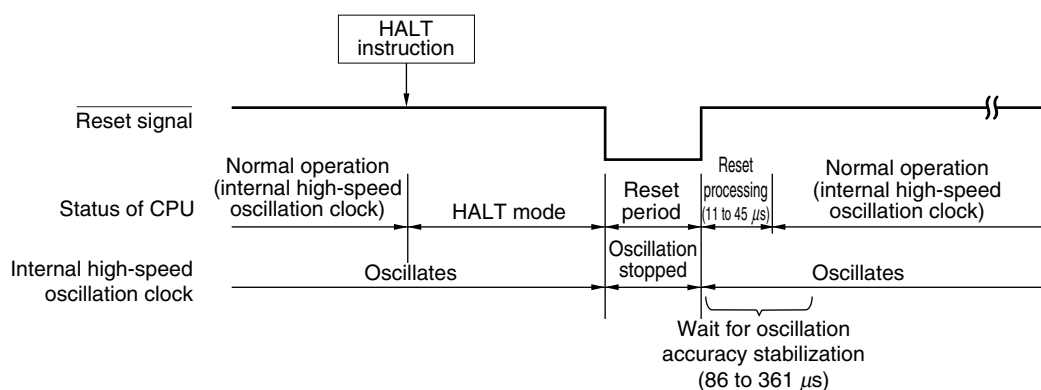 HALT
instruction
Reset signal
Status of CPU
Normal operation
(internal high-speed
oscillation clock)
HALT mode
Reset
period
Reset
processing
(11 to 45 μs)
Normal operation
(internal high-speed
oscillation clock)
Internal high-speed
oscillation clock
Oscillates
Oscillation
stopped
Oscillates
Wait for oscillation
accuracy stabilization
(86 to 361 μs)